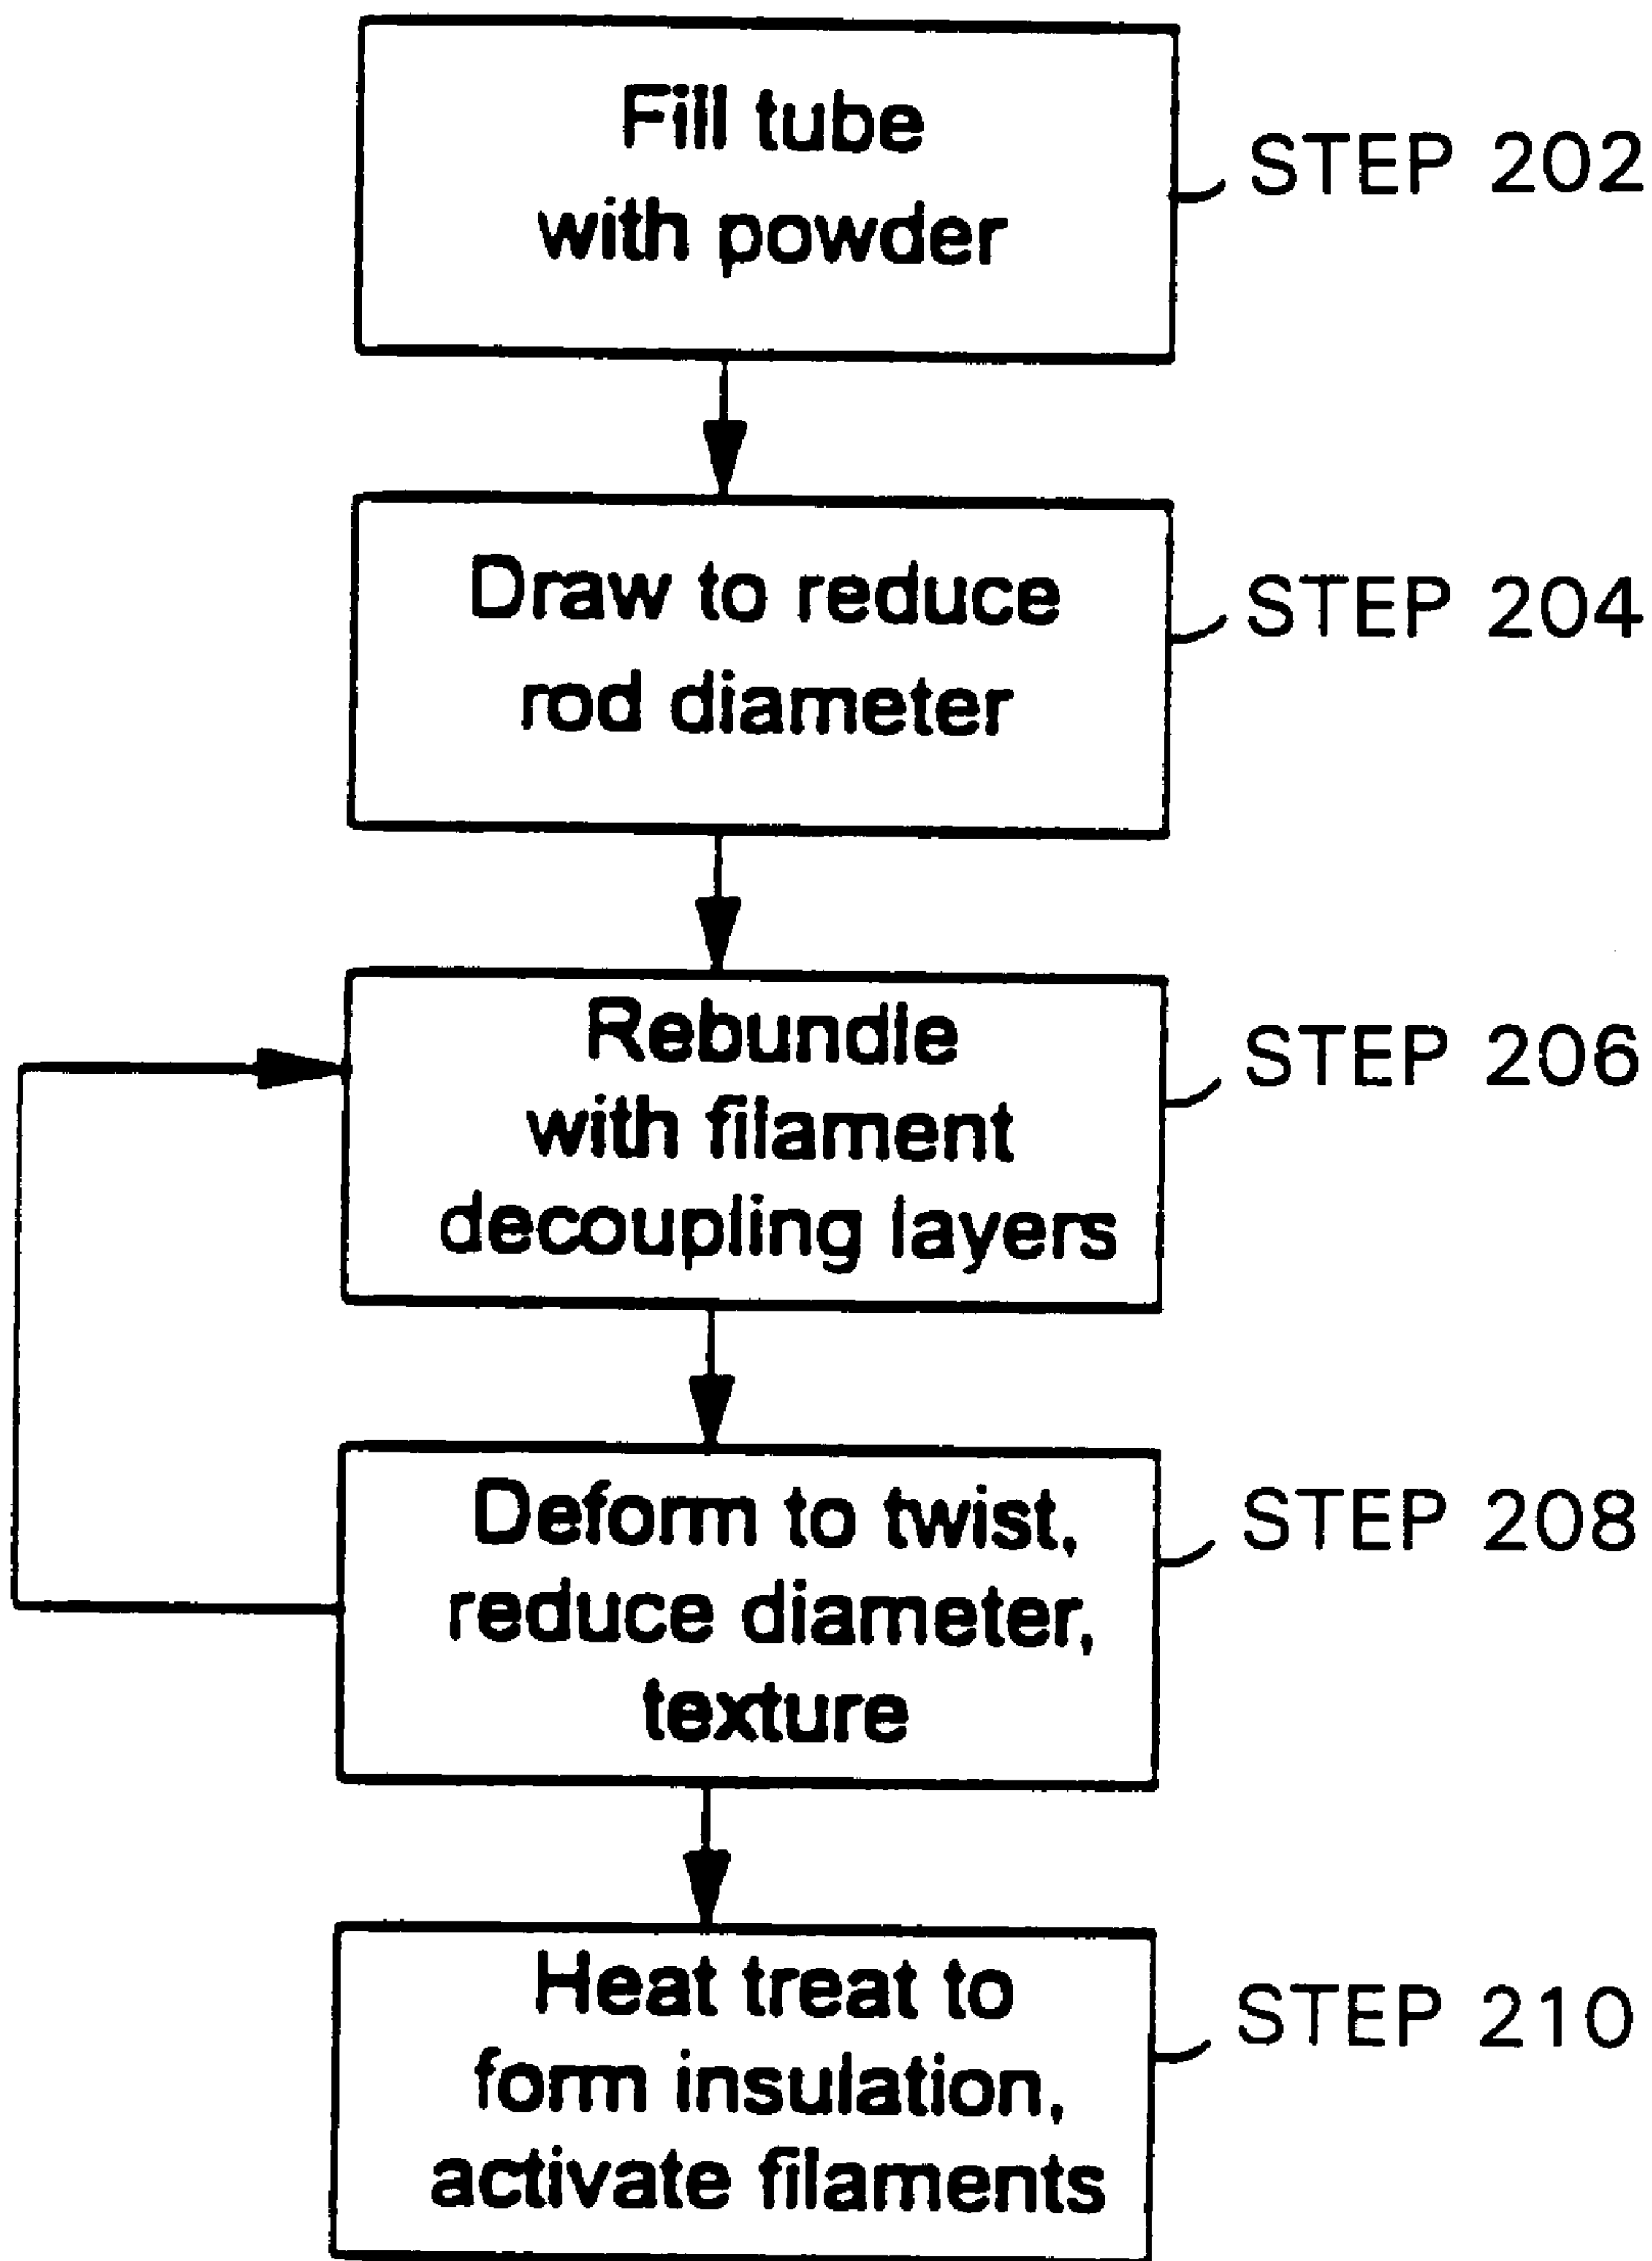 Fill tube
with powder
STEP 202
Draw to reduce
rod diameter
STEP 204
Rebundle
with filament
decoupling layers
STEP 206
Deform to twist,
reduce diameter,
texture
STEP 208
Heat treat to
form insulation,
activate filaments
STEP 210